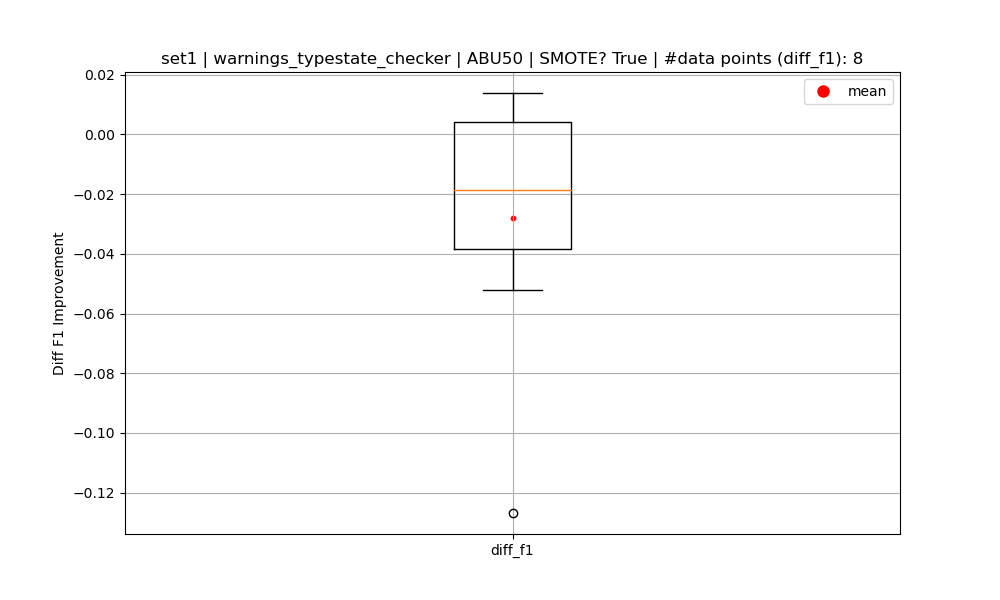 set1 | warnings_typestate_checker | ABU50 | SMOTE? True | #data points (diff_f1): 8
mean
0.02
0.00
−0.02
−0.04
−0.06
−0.08
−0.10
−0.12
Diff F1 Improvement
diff_f1